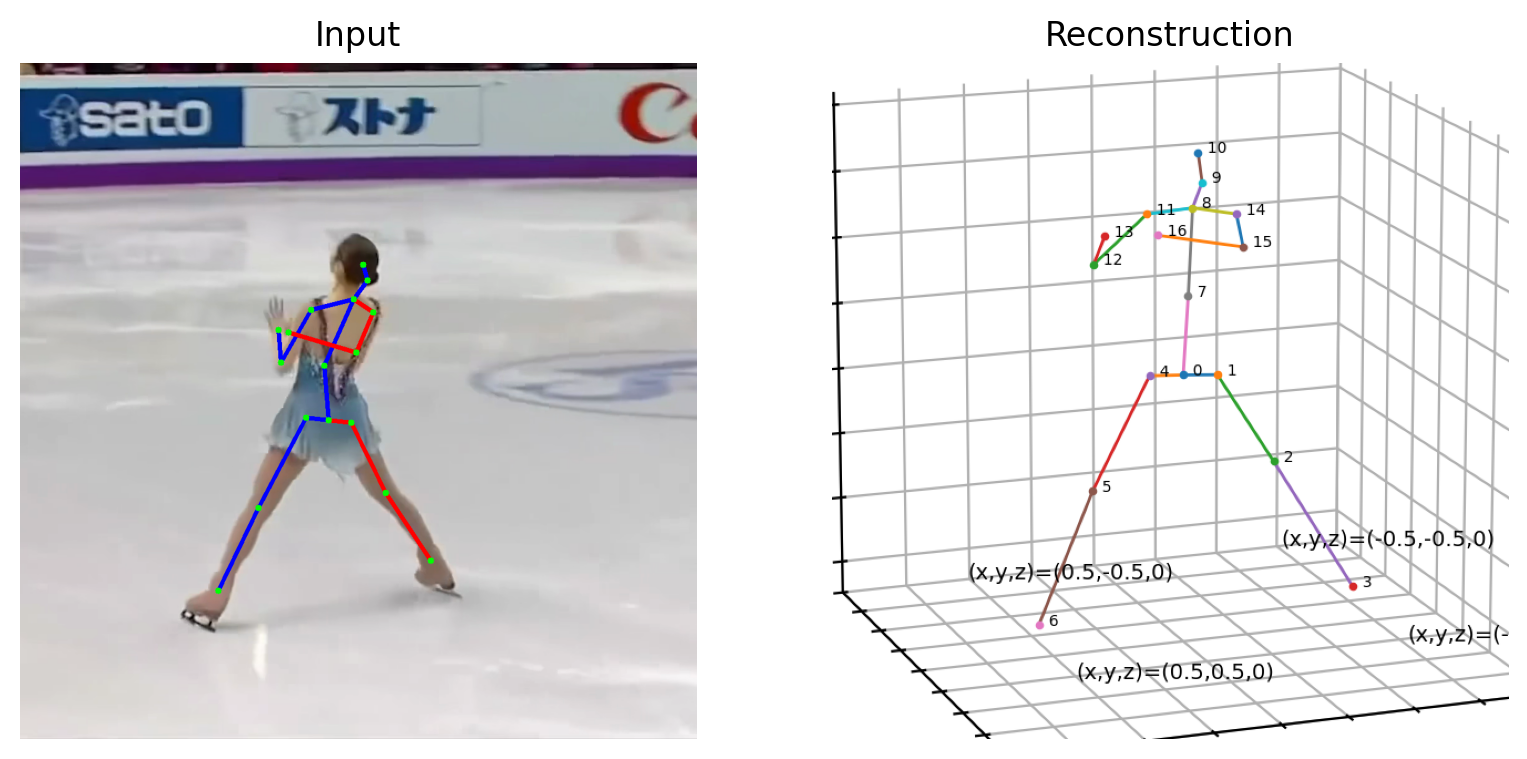 Input
Reconstruction
sato
ストナ
C
10
9
8
11
14
13
16
15
12
7
4
0
1
2
5
(x,y,z)=(-0.5,-0.5,0)
(x,y,z)=(0.5,-0.5,0)
3
6
(x,y,z)=(-
(x,y,z)=(0.5,0.5,0)